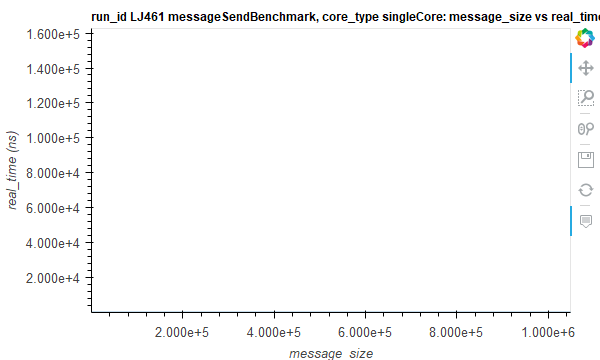 run_id LJ461 messageSendBenchmark, core_type singleCore: message_size vs real_time
1.600e+5
1.400e+5
1.200e+5
1.000e+5
8.000e+4
6.000e+4
4.000e+4
2.000e+4
real_time (ns)
2.000e+5 4.000e+5 6.000e+5 8.000e+5 1.000e+6
message_size